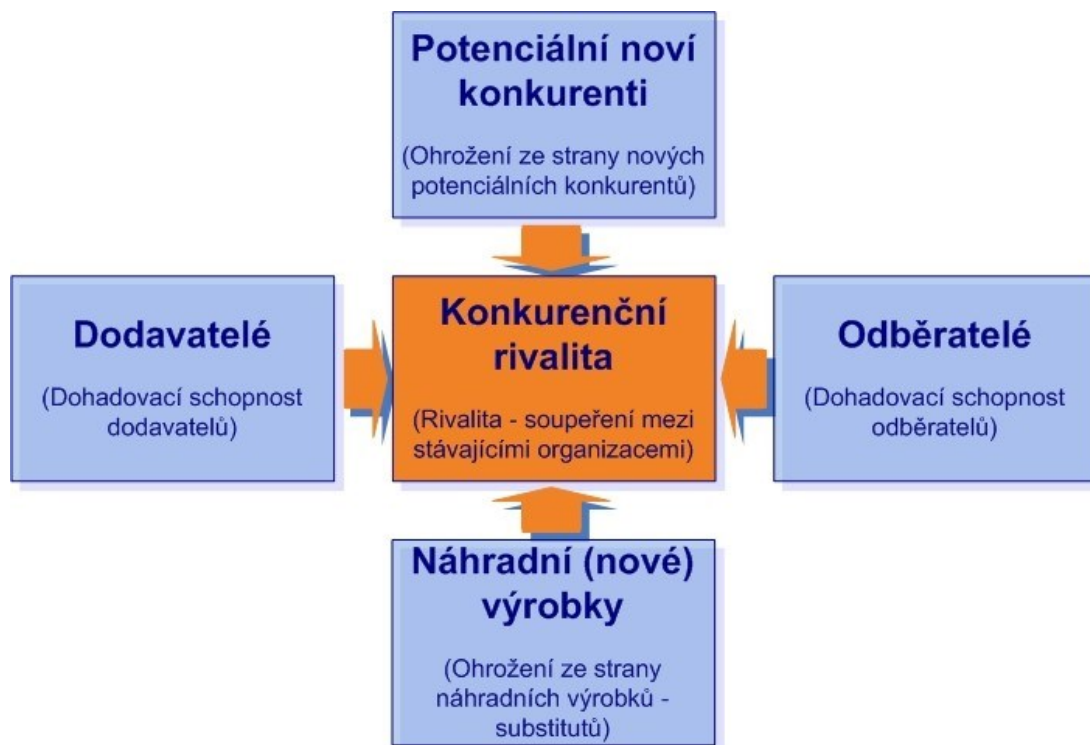 Potenciální noví
konkurenti
(Ohrožení ze strany nových
potenciálních konkurentů)
Dodavatelé
(Dohadovací schopnost
dodavatelů)
Konkurenční
rivalita
(Rivalita - soupeření mezi
stávajícími organizacemi)
Odběratelé
(Dohadovací schopnost
odběratelů)
Náhradní (nové)
výrobky
(Ohrožení ze strany
náhradních výrobků -
substitutů)